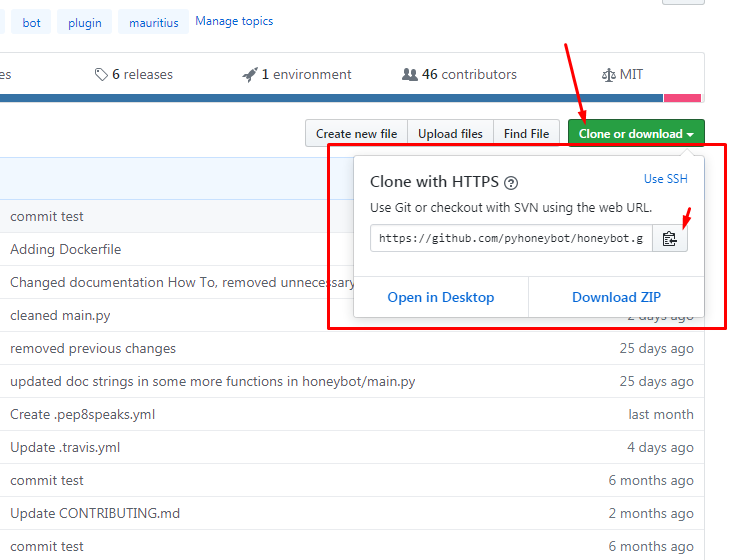 bot plugin mauritius Manage topics
es 6 releases 1 environment 46 contributors MIT
Create new file Upload files Find File Clone or download
Clone with HTTPS Use SSH
Use Git or checkout with SVN using the web URL.
https://github.com/pyhoneybot/honeybot.g
Open in Desktop Download ZIP
commit test
Adding Dockerfile
Changed documentation How To, removed unnecessary
cleaned main.py 2 days ago
removed previous changes 25 days ago
updated doc strings in some more functions in honeybot/main.py 25 days ago
Create .pep8speaks.yml last month
Update .travis.yml 4 days ago
commit test 6 months ago
Update CONTRIBUTING.md 2 months ago
commit test 6 months ago